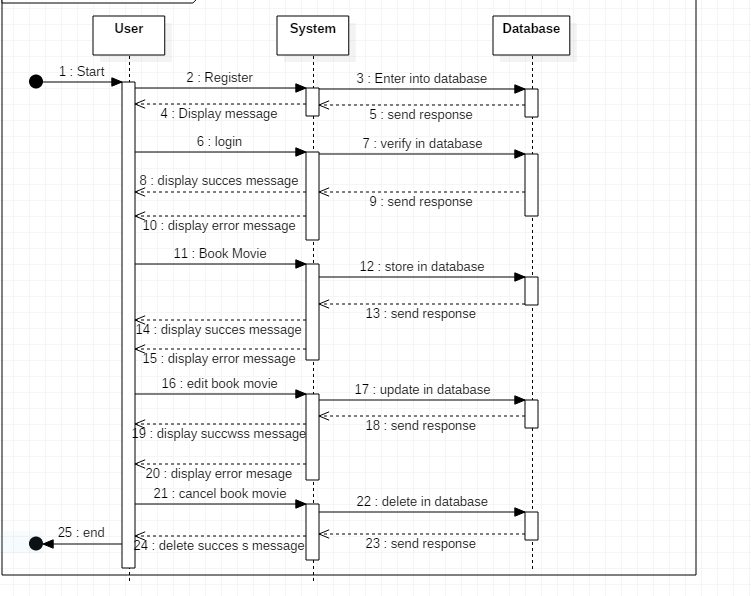 User
System
Database
1 : Start
2 : Register
3 : Enter into database
4 : Display message
5 : send response
6 : login
7 : verify in database
8 : display succes message
9 : send response
10 : display error message
11 : Book Movie
12 : store in database
13 : send response
14 : display succes message
15 : display error message
16 : edit book movie
17 : update in database
18 : send response
19 : display succwss message
20 : display error mesage
21 : cancel book movie
22 : delete in database
23 : send response
24 : delete succes s message
25 : end